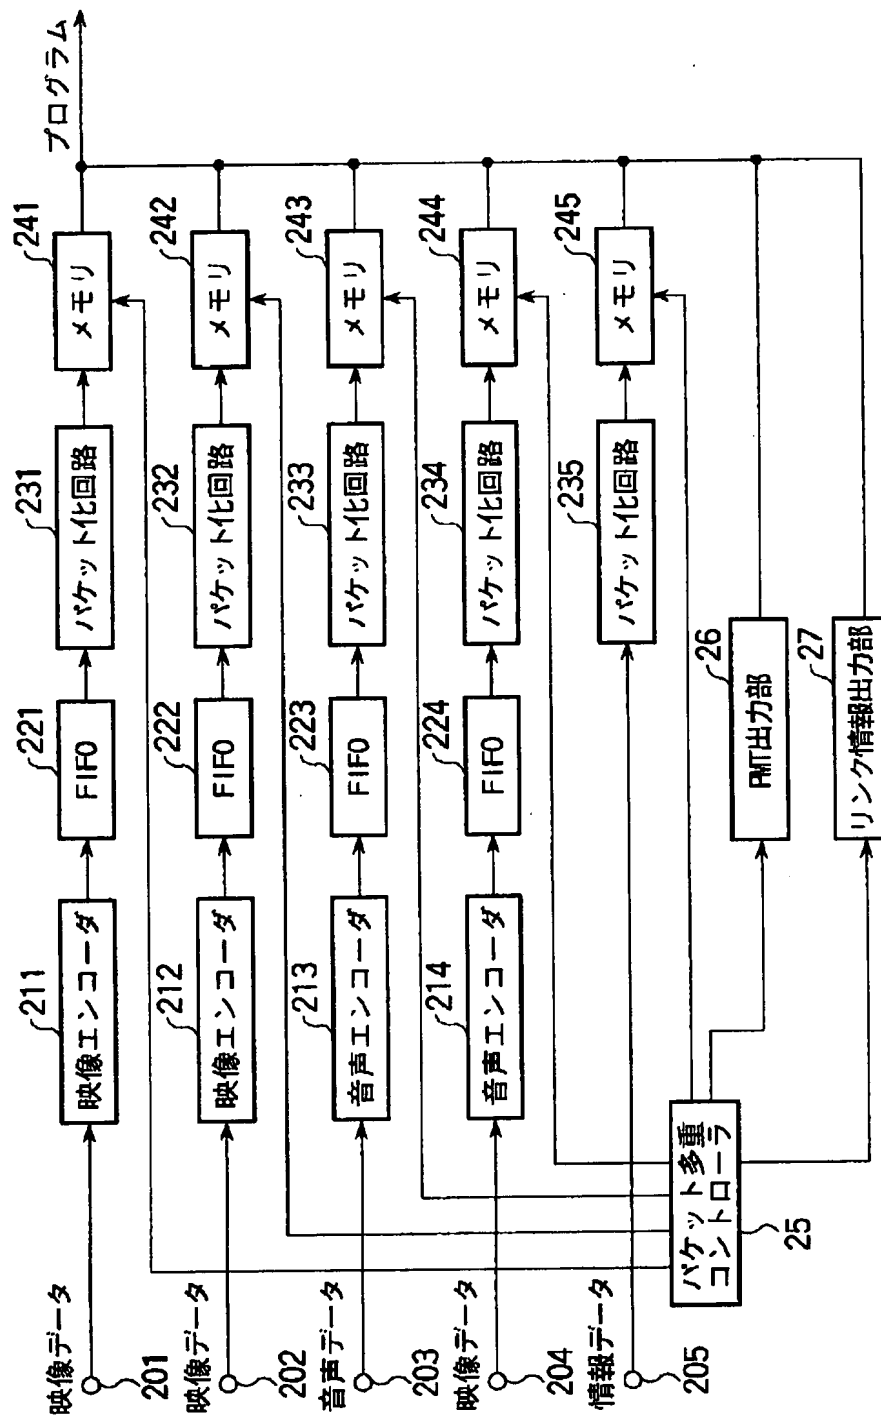 映像データ
201
211
映像エンコーダ
221
FIFO
231
パケット化回路
241
メモリ
プログラム
映像データ
202
212
映像エンコーダ
222
FIFO
232
パケット化回路
242
メモリ
音声データ
203
213
音声エンコーダ
223
FIFO
233
パケット化回路
243
メモリ
映像データ
204
214
音声エンコーダ
224
FIFO
234
パケット化回路
244
メモリ
情報データ
205
235
パケット化回路
245
メモリ
パケット多重
コントローラ
25
26
PMT出力部
27
リンク情報出力部